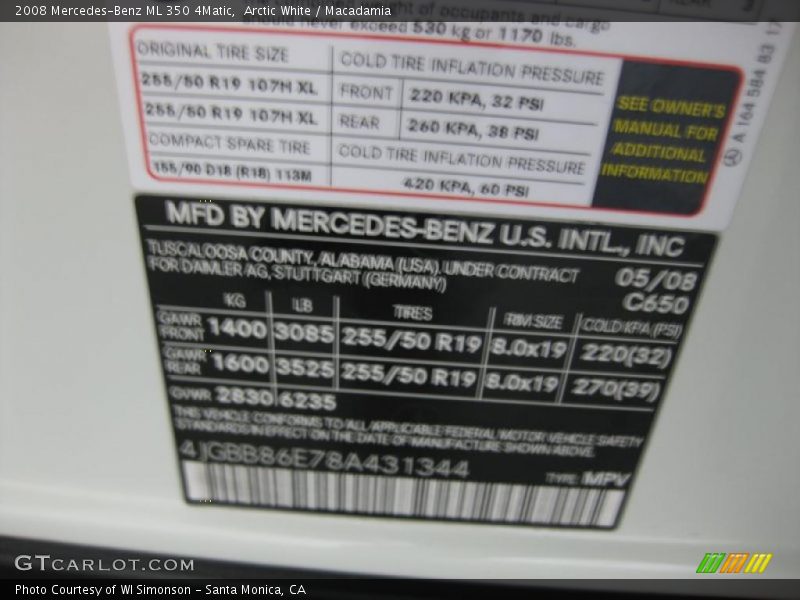 2008 Mercedes-Benz ML 350 4Matic, Arctic White / Macadamia
of occupants and cargo
should never exceed 530 kg or 1170 lbs.
ORIGINAL TIRE SIZE
COLD TIRE INFLATION PRESSURE
255/50 R19 107H XL
FRONT
220 KPA, 32 PSI
255/50 R19 107H XL
REAR
260 KPA, 38 PSI
COMPACT SPARE TIRE
COLD TIRE INFLATION PRESSURE
155/90 D18 (R18) 113M
420 KPA, 60 PSI
SEE OWNER'S
MANUAL FOR
ADDITIONAL
INFORMATION
A 164 584 83 17
MFD BY MERCEDES-BENZ U.S. INTL., INC
TUSCALOOSA COUNTY, ALABAMA (USA), UNDER CONTRACT
FOR DAIMLER AG, STUTTGART (GERMANY)
05/08
C650
KG LB TIRES RIM SIZE COLD KPA (PSI)
GAWR FRONT 1400 3085 255/50 R19 8.0x19 220(32)
GAWR REAR 1600 3525 255/50 R19 8.0x19 270(39)
GVWR 2830 6235
THIS VEHICLE CONFORMS TO ALL APPLICABLE FEDERAL MOTOR VEHICLE SAFETY
STANDARDS IN EFFECT ON THE DATE OF MANUFACTURE SHOWN ABOVE.
4JGBB86E78A431344
TYPE: MPV
GTCARLOT.COM
Photo Courtesy of WI Simonson - Santa Monica, CA